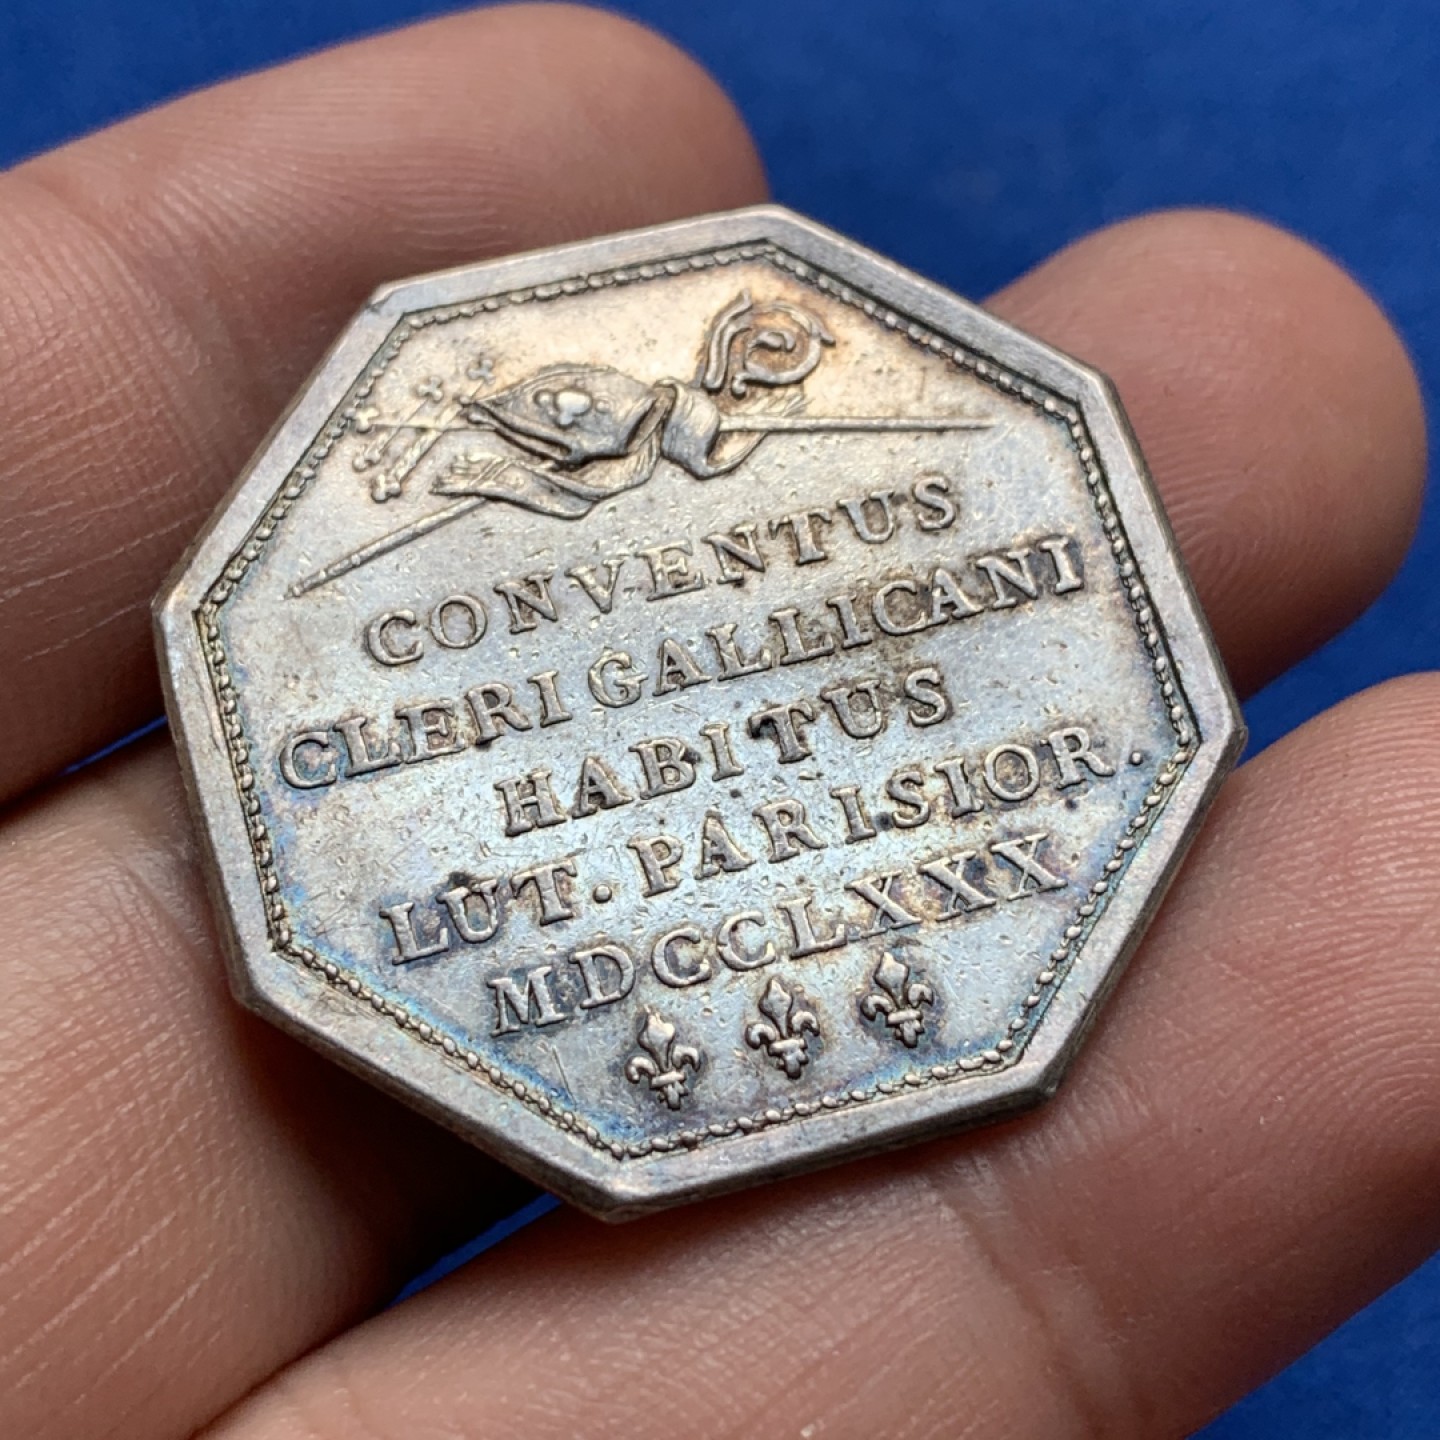 CONVENTUS
CLERI GALLICANI
HABITUS
LUT. PARISIOR.
MDCCLXXX